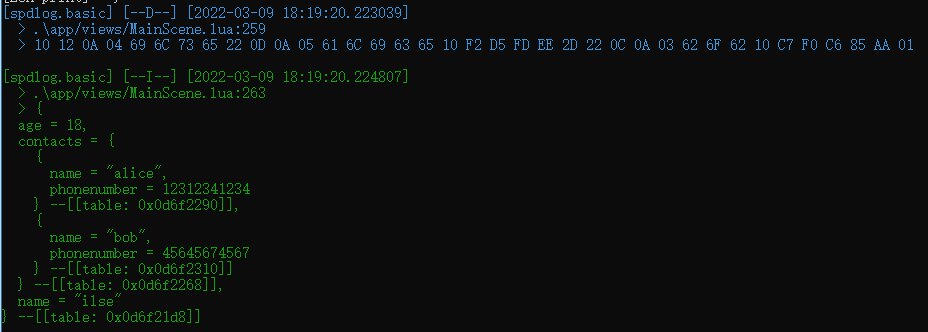 [spdlog.basic] [--D--] [2022-03-09 18:19:20.223039]
> .\app/views/MainScene.lua:259
> 10 12 0A 04 69 6C 73 65 22 0D 0A 05 61 6C 69 63 65 10 F2 D5 FD EE 2D 22 0C 0A 03 62 6F 62 10 C7 F0 C6 85 AA 01
[spdlog.basic] [--I--] [2022-03-09 18:19:20.224807]
> .\app/views/MainScene.lua:263
> {
age = 18,
contacts = {
{
name = "alice",
phonenumber = 12312341234
} --[[table: 0x0d6f2290]],
{
name = "bob",
phonenumber = 45645674567
} --[[table: 0x0d6f2310]]
} --[[table: 0x0d6f2268]],
name = "ilse"
} --[[table: 0x0d6f21d8]]